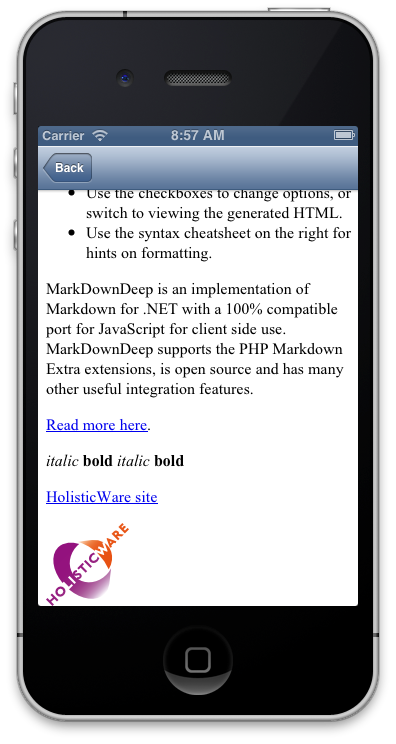 Carrier 8:57 AM
Back
• Use the checkboxes to change options, or
switch to viewing the generated HTML.
• Use the syntax cheatsheet on the right for
hints on formatting.
MarkDownDeep is an implementation of
Markdown for .NET with a 100% compatible
port for JavaScript for client side use.
MarkDownDeep supports the PHP Markdown
Extra extensions, is open source and has many
other useful integration features.
Read more here.
italic bold italic bold
HolisticWare site
HOLISTICWARE